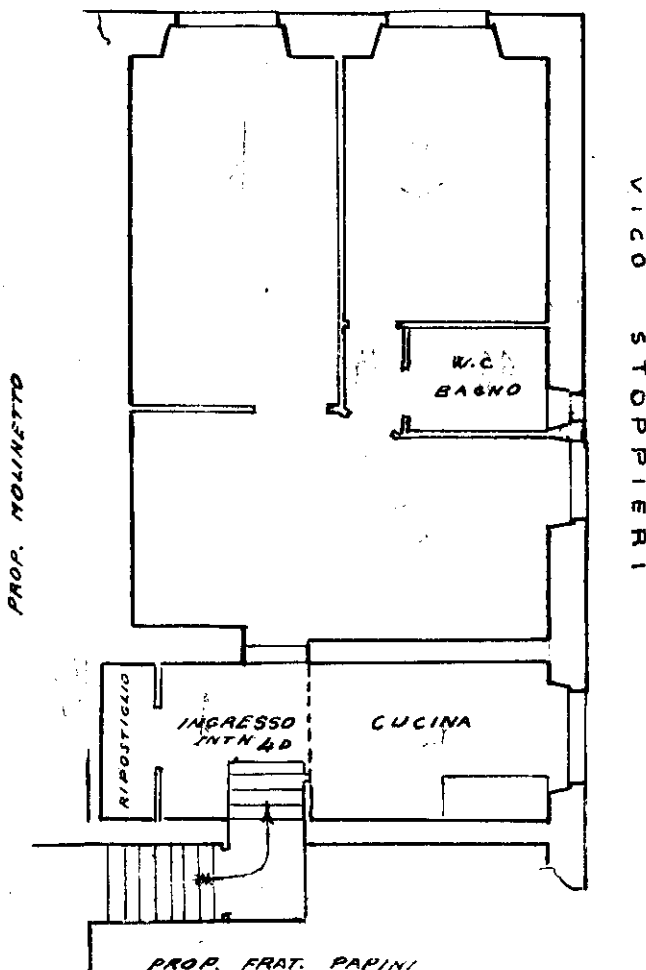 W.C
BAGNO
VICO STOPPIERI
PROP. MOLINETTO
RIPOSTIGLIO
INGRESSO
INTN 4D
CUCINA
PROP. FRAT. PAPINI